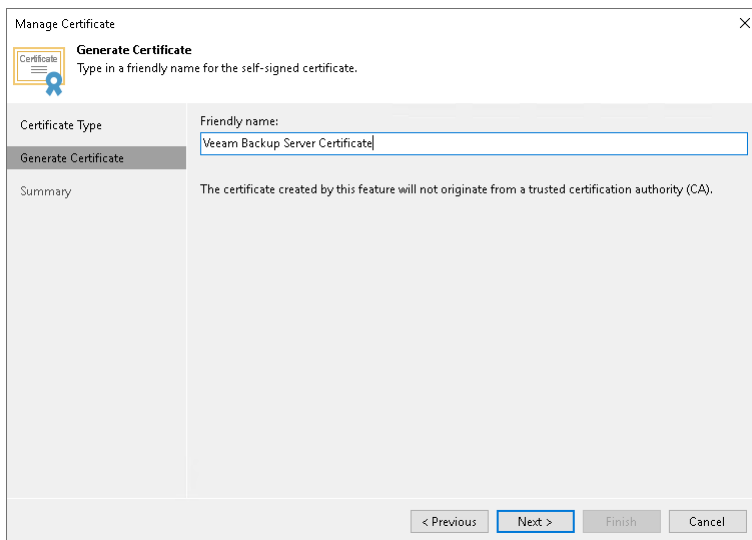 Manage Certificate
Certificate
Generate Certificate
Type in a friendly name for the self-signed certificate.
Certificate Type
Generate Certificate
Summary
Friendly name:
Veeam Backup Server Certificate
The certificate created by this feature will not originate from a trusted certification authority (CA).
< Previous
Next >
Finish
Cancel